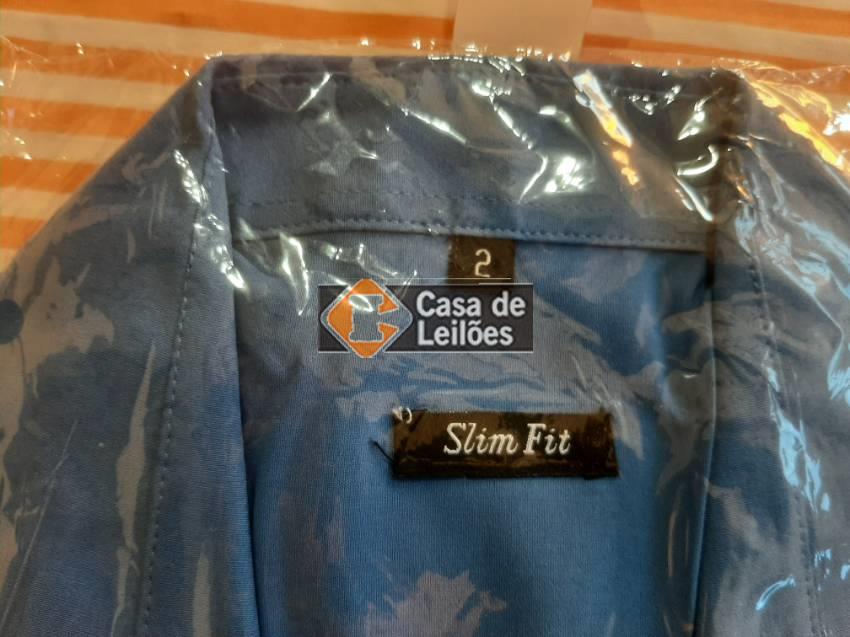 2
Casa de
Leilões
Slim Fit